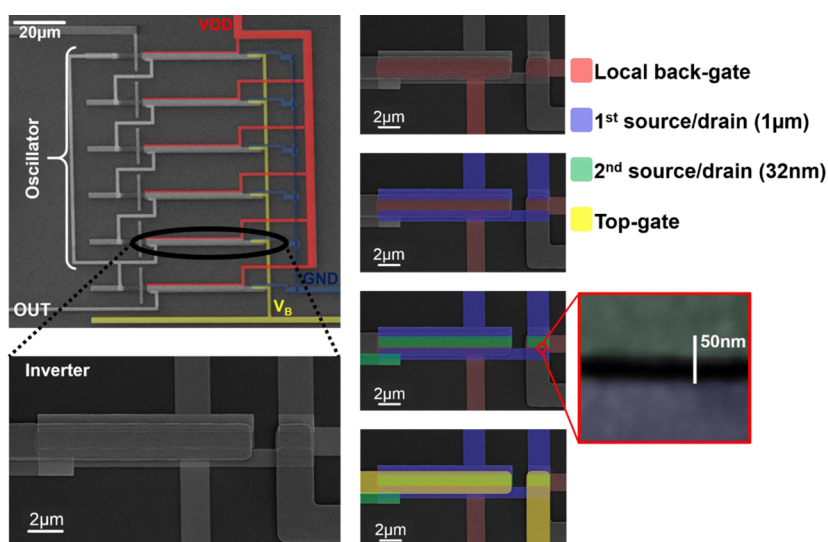 20μm
VDD
Oscillator
GND
OUT
V_B
Inverter
2μm
2μm
2μm
2μm
2μm
50nm
Local back-gate
1st source/drain (1μm)
2nd source/drain (32nm)
Top-gate